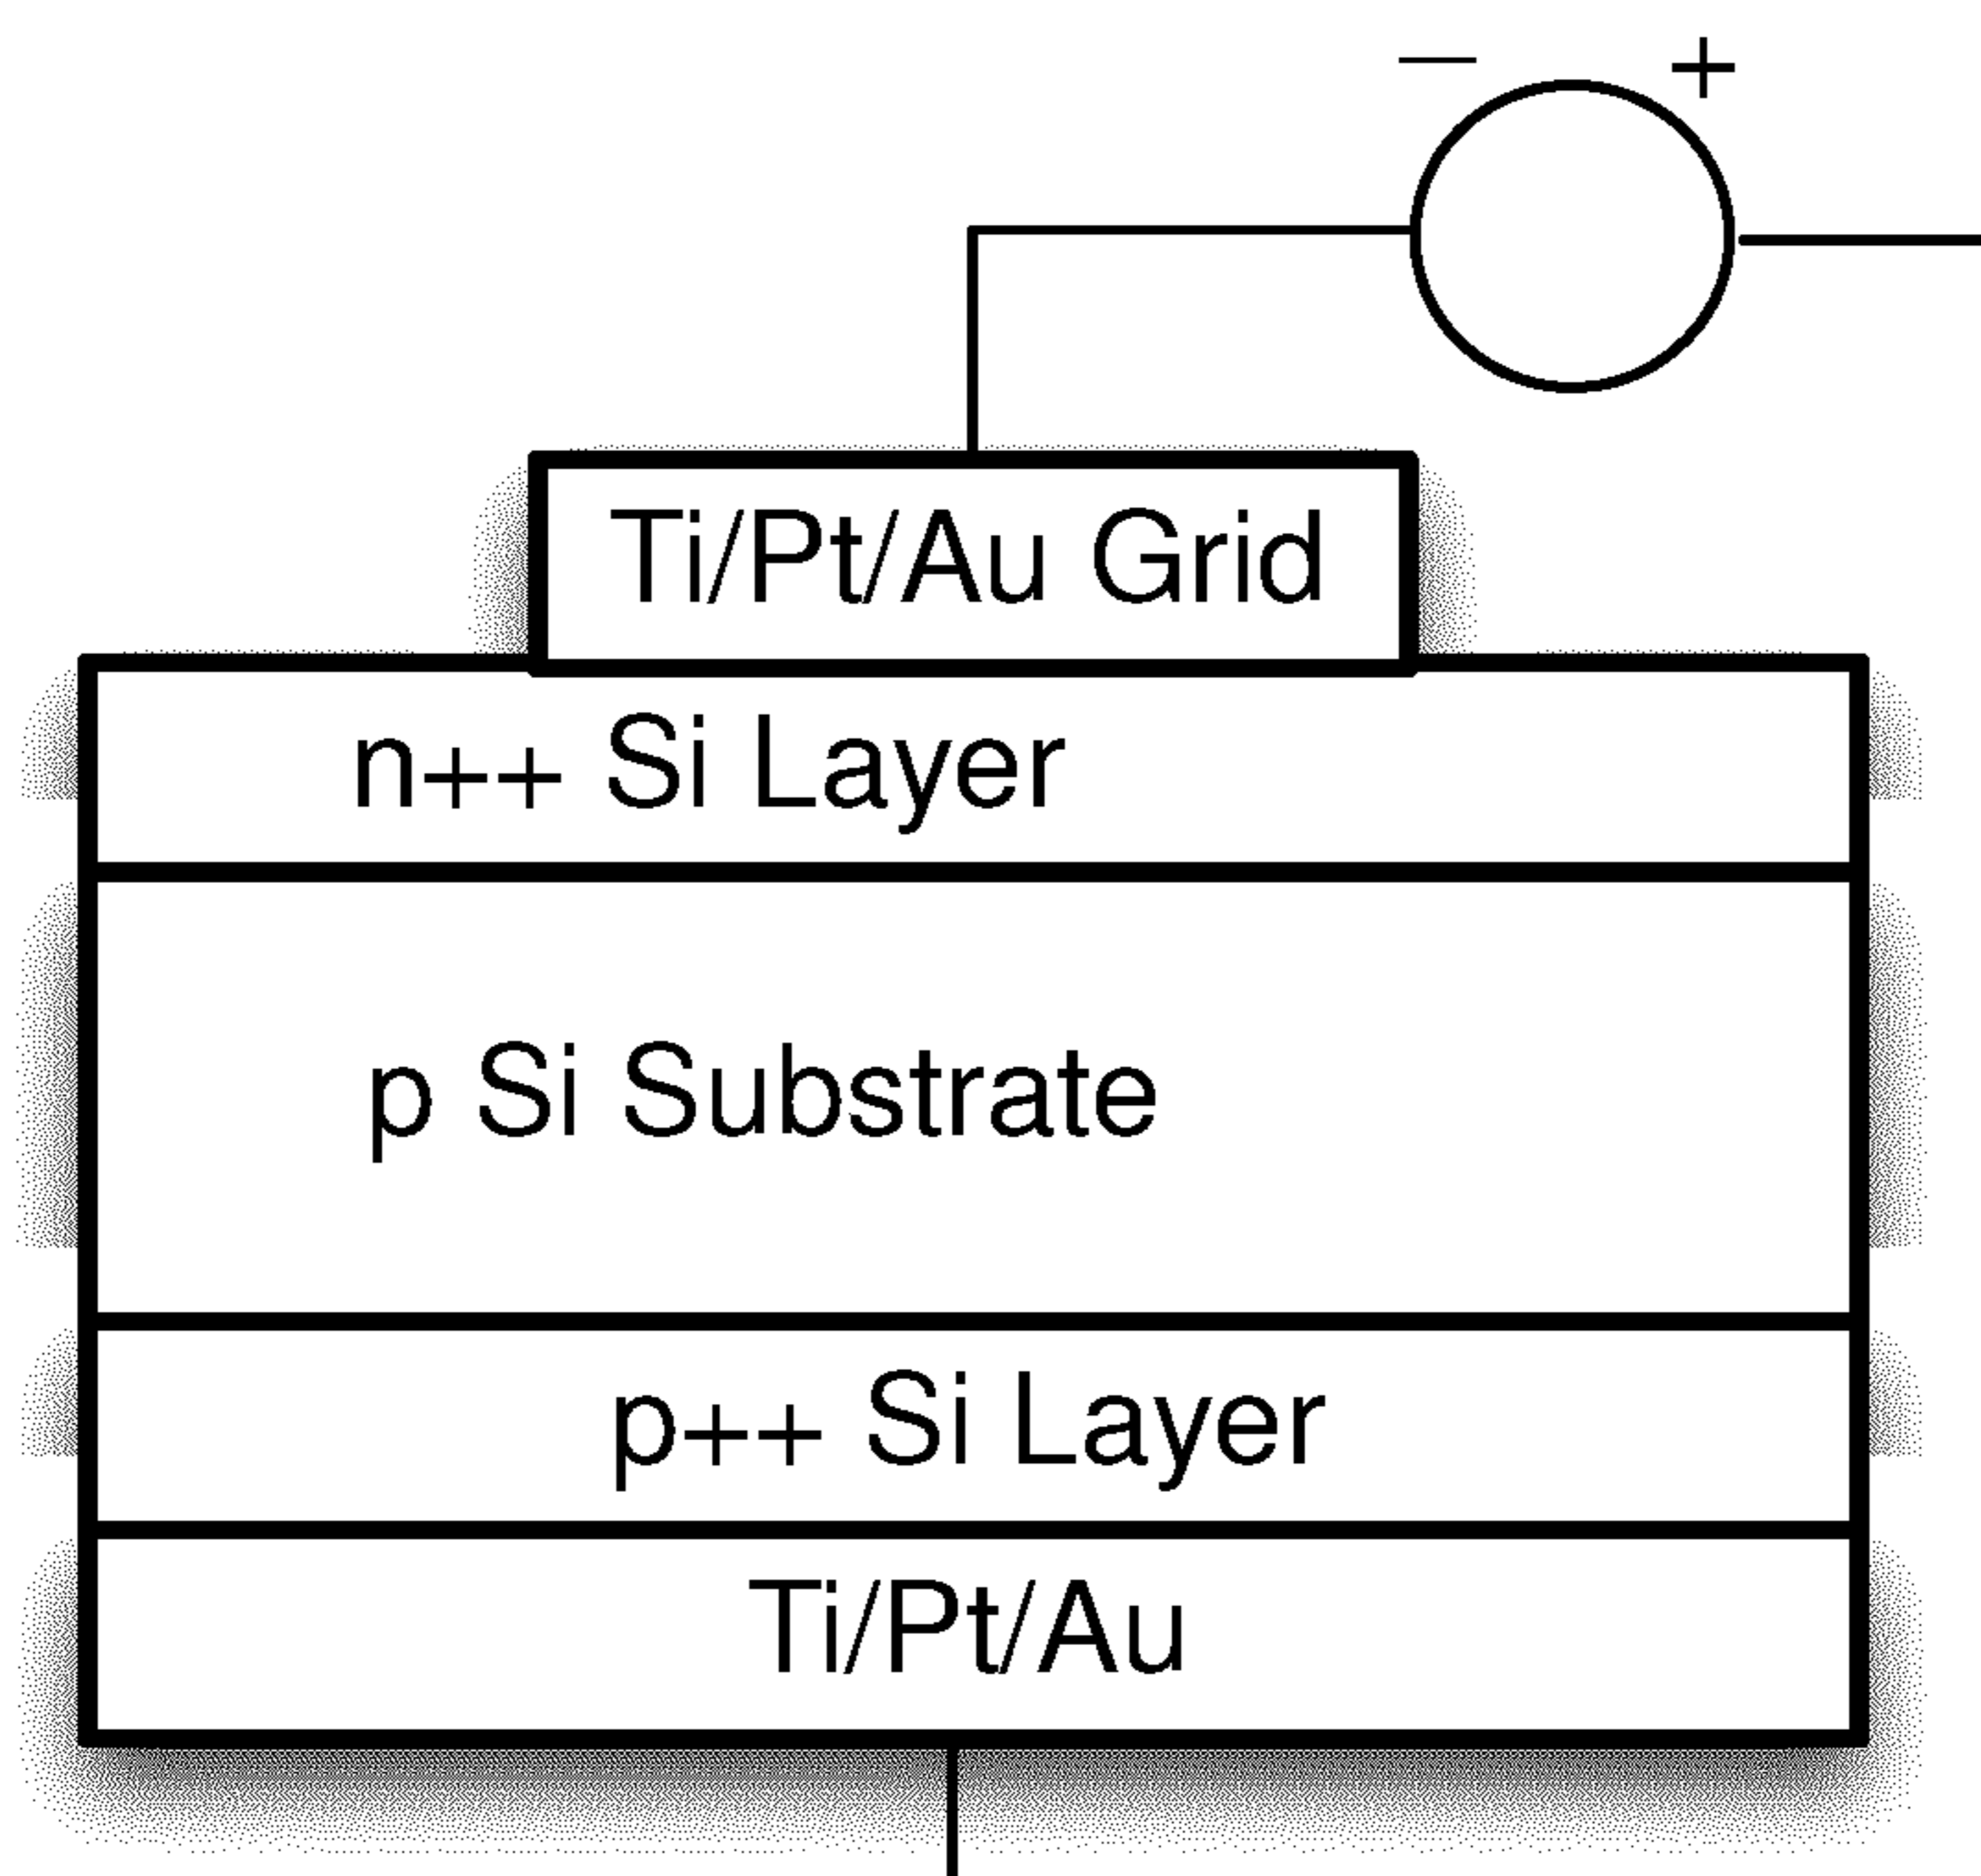 − +
Ti/Pt/Au Grid
n++ Si Layer
p Si Substrate
p++ Si Layer
Ti/Pt/Au